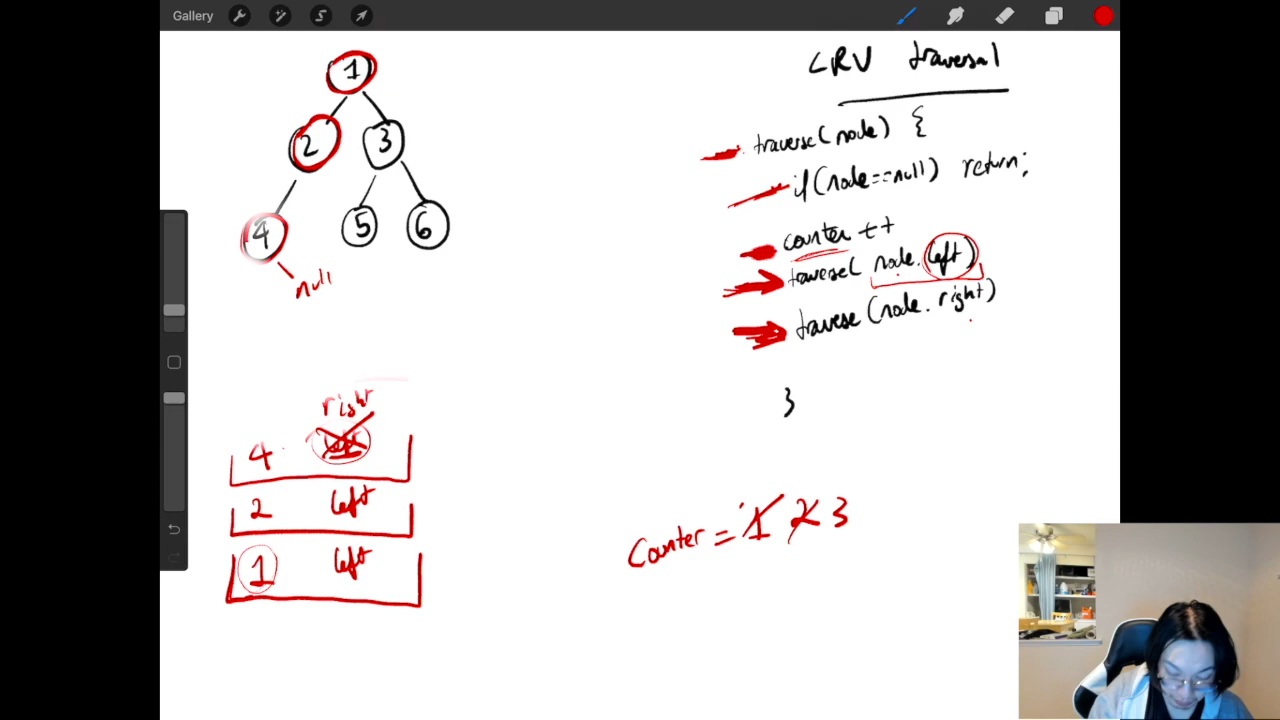 Gallery
LRV traversal
traverse(node) {
if(node==null) return;
counter ++
traverse( node. left)
traverse (node. right)
}
1
2
3
4
5
6
null
right
4 left
2 left
1 left
Counter = 1 2 3